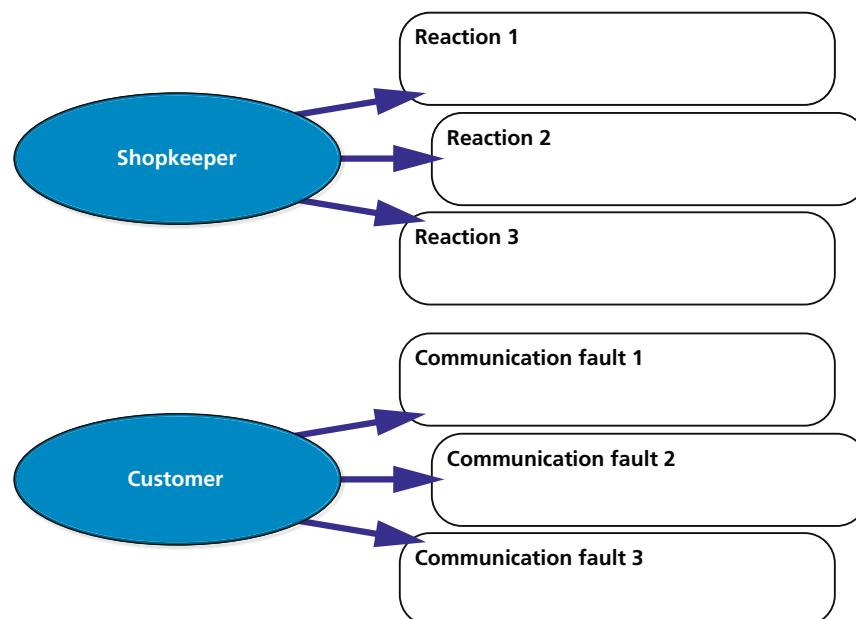 Reaction 1
Shopkeeper
Reaction 2
Reaction 3
Communication fault 1
Customer
Communication fault 2
Communication fault 3